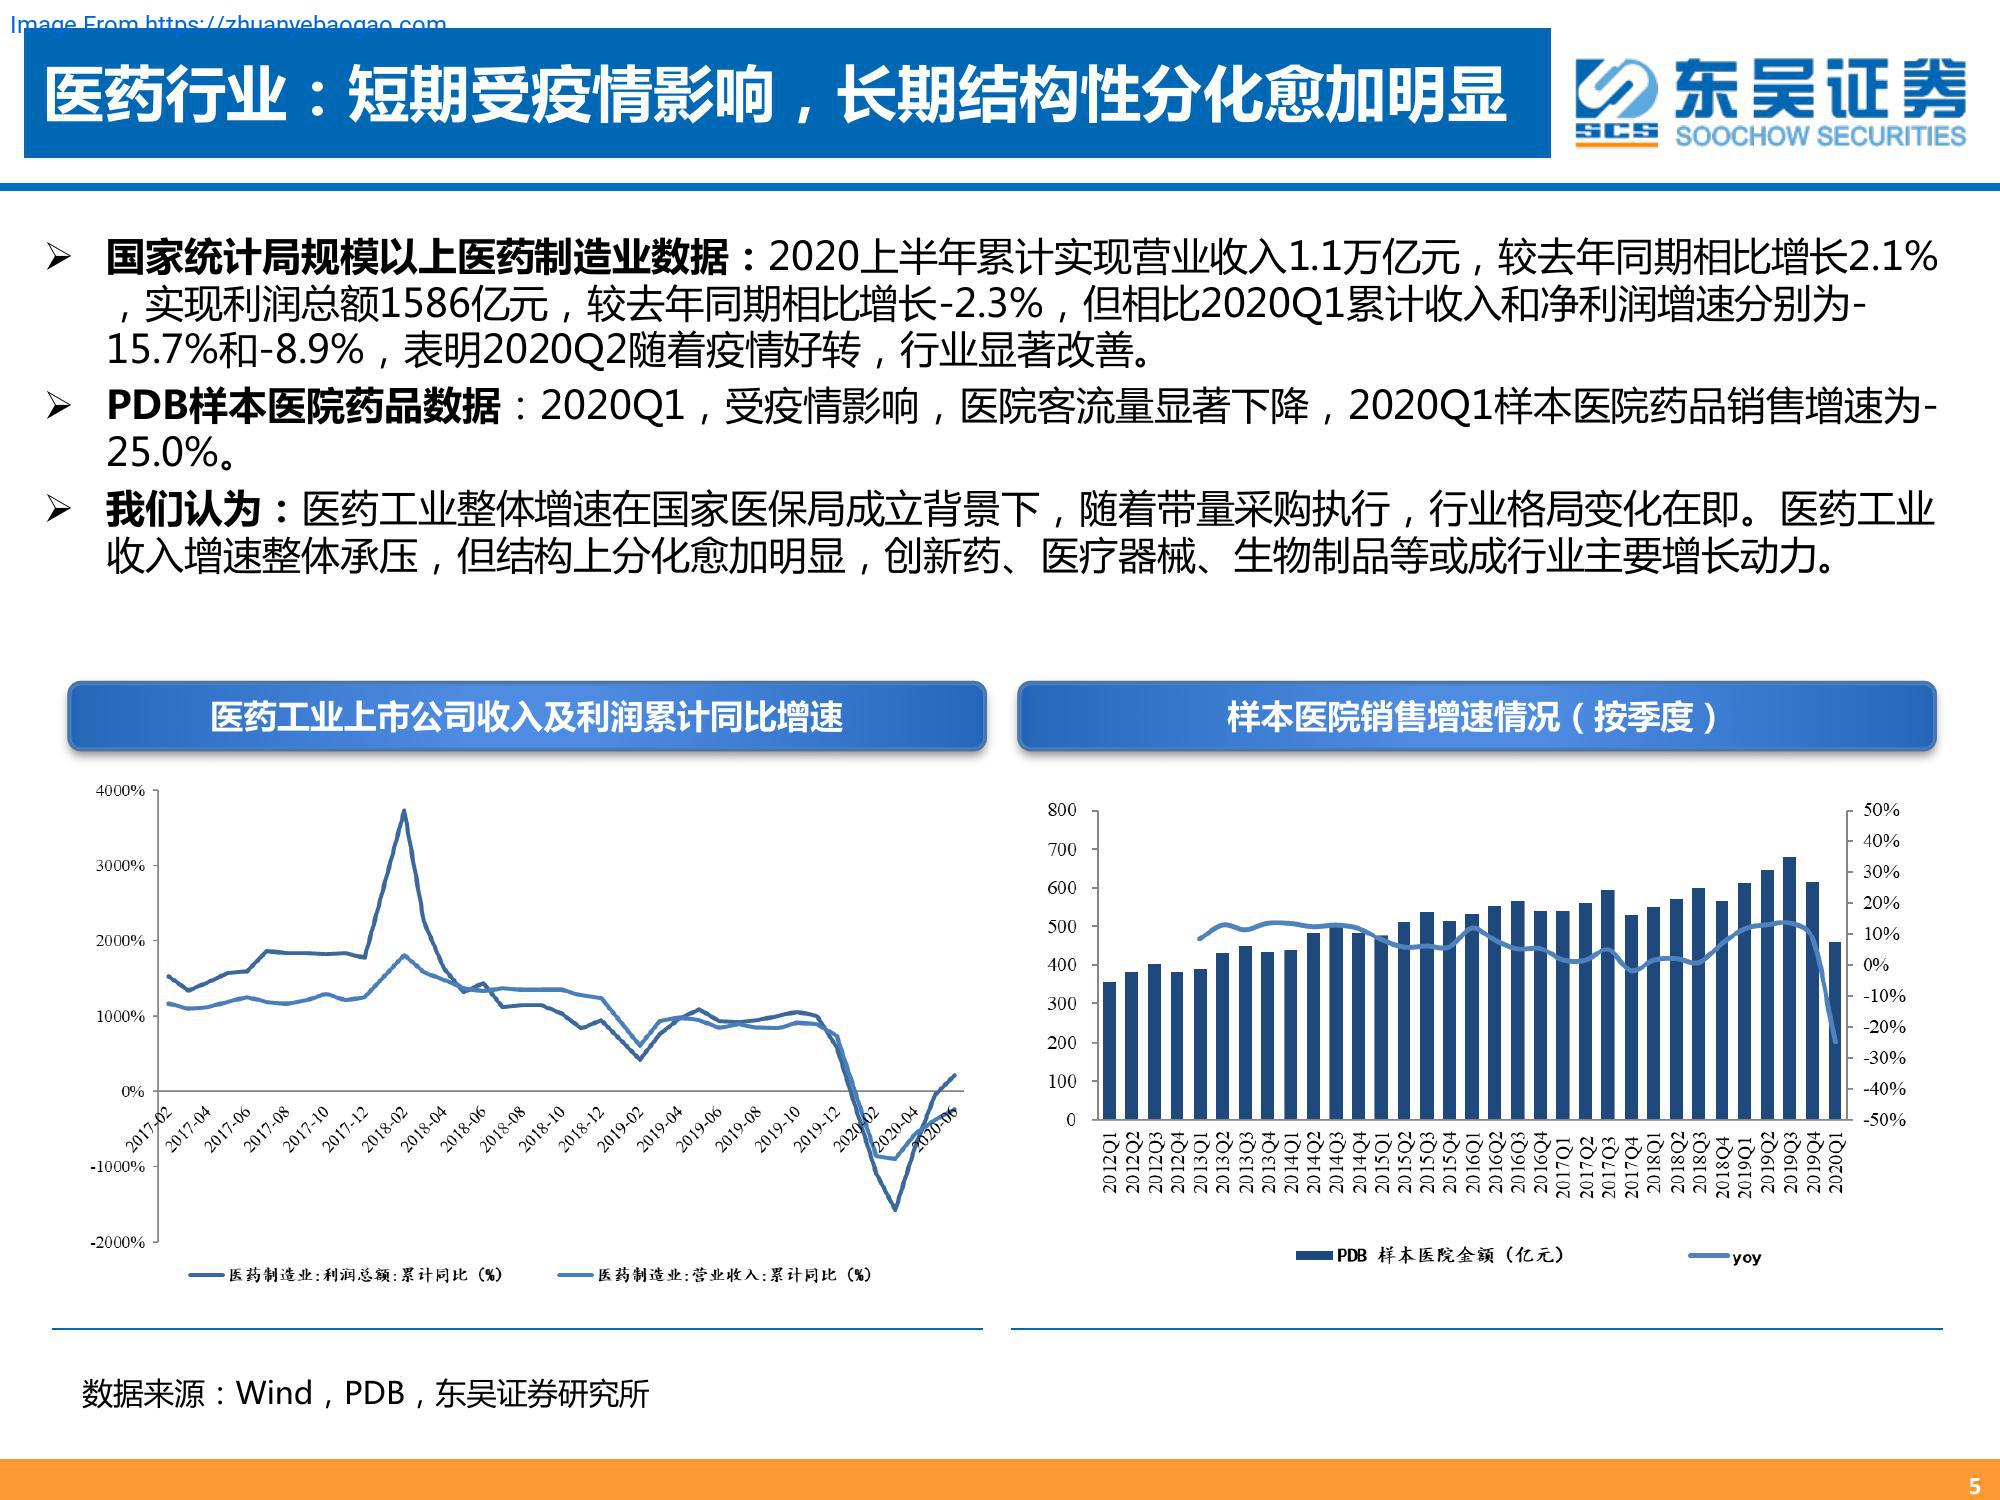 Image From https://zhuanyebaogao.com
医药行业：短期受疫情影响，长期结构性分化愈加明显
SCS
东吴证券
SOOCHOW SECURITIES
国家统计局规模以上医药制造业数据：2020上半年累计实现营业收入1.1万亿元，较去年同期相比增长2.1%
，实现利润总额1586亿元，较去年同期相比增长-2.3%，但相比2020Q1累计收入和净利润增速分别为-
15.7%和-8.9%，表明2020Q2随着疫情好转，行业显著改善。
PDB样本医院药品数据：2020Q1，受疫情影响，医院客流量显著下降，2020Q1样本医院药品销售增速为-
25.0%。
我们认为：医药工业整体增速在国家医保局成立背景下，随着带量采购执行，行业格局变化在即。医药工业
收入增速整体承压，但结构上分化愈加明显，创新药、医疗器械、生物制品等或成行业主要增长动力。
医药工业上市公司收入及利润累计同比增速
4000%
3000%
2000%
1000%
0%
-1000%
-2000%
2017-02 2017-04 2017-06 2017-08 2017-10 2017-12 2018-02 2018-04 2018-06 2018-08 2018-10 2018-12 2019-02 2019-04 2019-06 2019-08 2019-10 2019-12 2020-02 2020-04 2020-06
医药制造业:利润总额:累计同比（%） 医药制造业:营业收入:累计同比（%）
样本医院销售增速情况（按季度）
800
700
600
500
400
300
200
100
0
50%
40%
30%
20%
10%
0%
-10%
-20%
-30%
-40%
-50%
2012Q1 2012Q2 2012Q3 2012Q4 2013Q1 2013Q2 2013Q3 2013Q4 2014Q1 2014Q2 2014Q3 2014Q4 2015Q1 2015Q2 2015Q3 2015Q4 2016Q1 2016Q2 2016Q3 2016Q4 2017Q1 2017Q2 2017Q3 2017Q4 2018Q1 2018Q2 2018Q3 2018Q4 2019Q1 2019Q2 2019Q3 2019Q4 2020Q1
PDB 样本医院金额（亿元） yoy
数据来源：Wind，PDB，东吴证券研究所
5